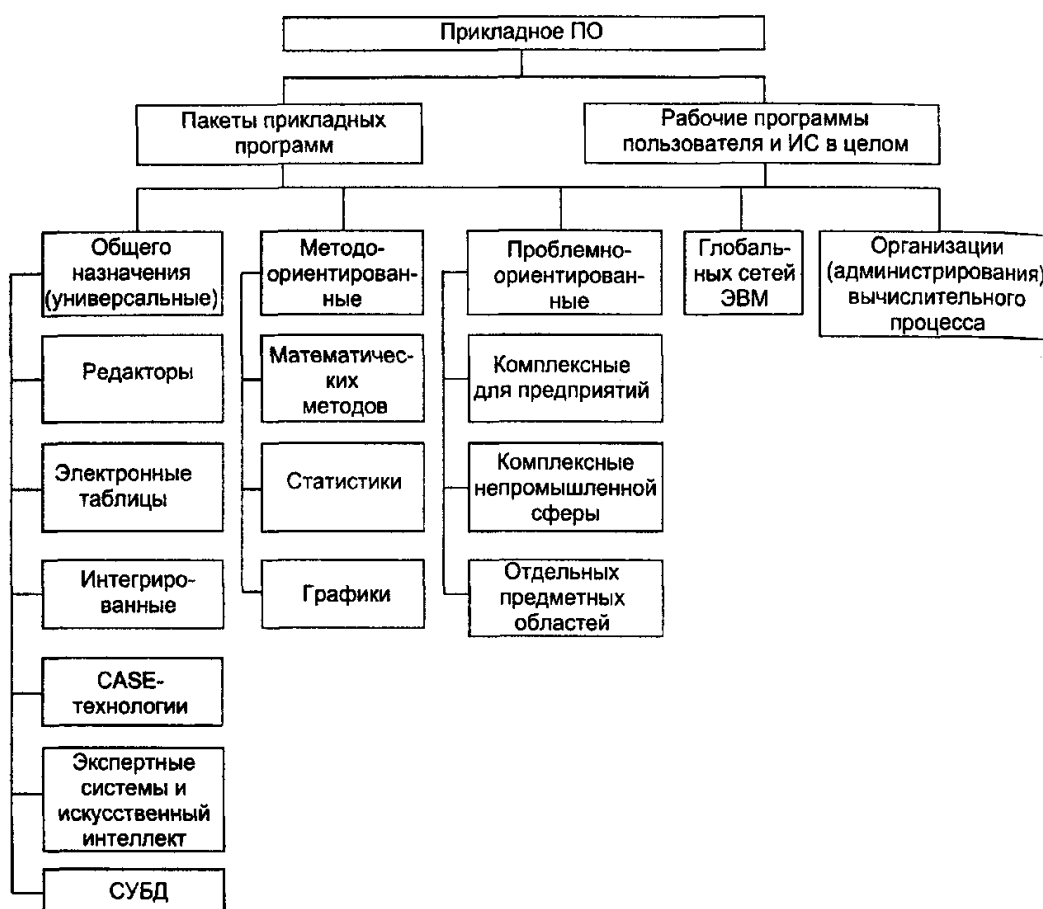 Прикладное ПО
Пакеты прикладных
программ
Рабочие программы
пользователя и ИС в целом
Общего
назначения
(универсальные)
Методо-
ориентирован-
ные
Проблемно-
ориентирован-
ные
Глобаль-
ных сетей
ЭВМ
Организации
(администрирования)
вычислительного
процесса
Редакторы
Математичес-
ких
методов
Комплексные
для предприятий
Электронные
таблицы
Статистики
Комплексные
непромышленной
сферы
Интегриро-
ванные
Графики
Отдельных
предметных
областей
CASE-
технологии
Экспертные
системы и
искусственный
интеллект
СУБД